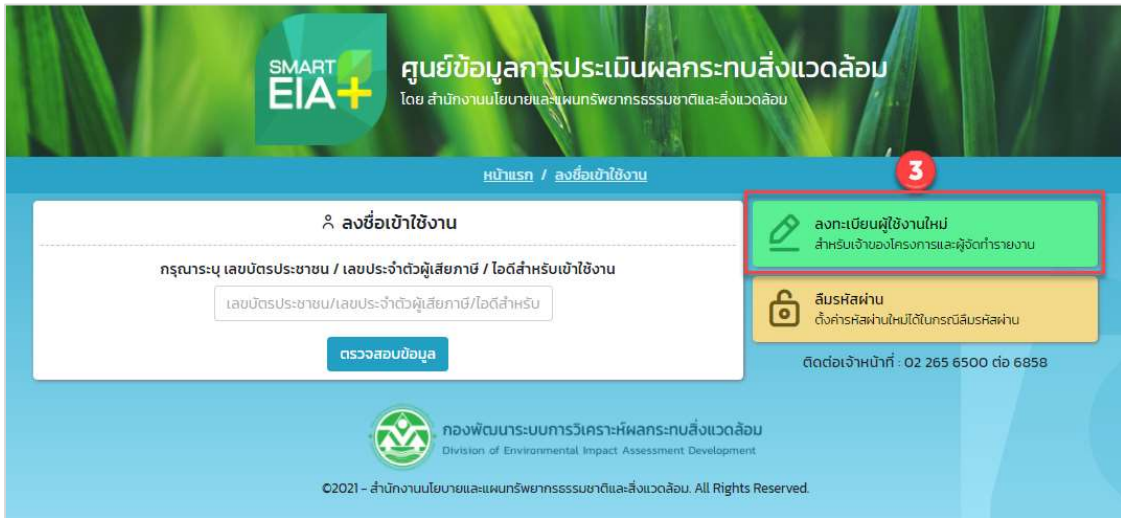 SMART
EIA+
ศูนย์ข้อมูลการประเมินผลกระทบสิ่งแวดล้อม
โดย สำนักงานนโยบายและแผนทรัพยากรธรรมชาติและสิ่งแวดล้อม
หน้าแรก / ลงชื่อเข้าใช้งาน
3
ลงชื่อเข้าใช้งาน
กรุณาระบุ เลขบัตรประชาชน / เลขประจำตัวผู้เสียภาษี / ไอดีสำหรับเข้าใช้งาน
เลขบัตรประชาชน/เลขประจำตัวผู้เสียภาษี/ไอดีสำหรับ
ตรวจสอบข้อมูล
ลงทะเบียนผู้ใช้งานใหม่
สำหรับเจ้าของโครงการและผู้จัดทำรายงาน
ลืมรหัสผ่าน
ตั้งค่ารหัสผ่านใหม่ได้ในกรณีลืมรหัสผ่าน
ติดต่อเจ้าหน้าที่ : 02 265 6500 ต่อ 6858
กองพัฒนาระบบการวิเคราะห์ผลกระทบสิ่งแวดล้อม
Division of Environmental Impact Assessment Development
©2021 - สำนักงานนโยบายและแผนทรัพยากรธรรมชาติและสิ่งแวดล้อม. All Rights Reserved.